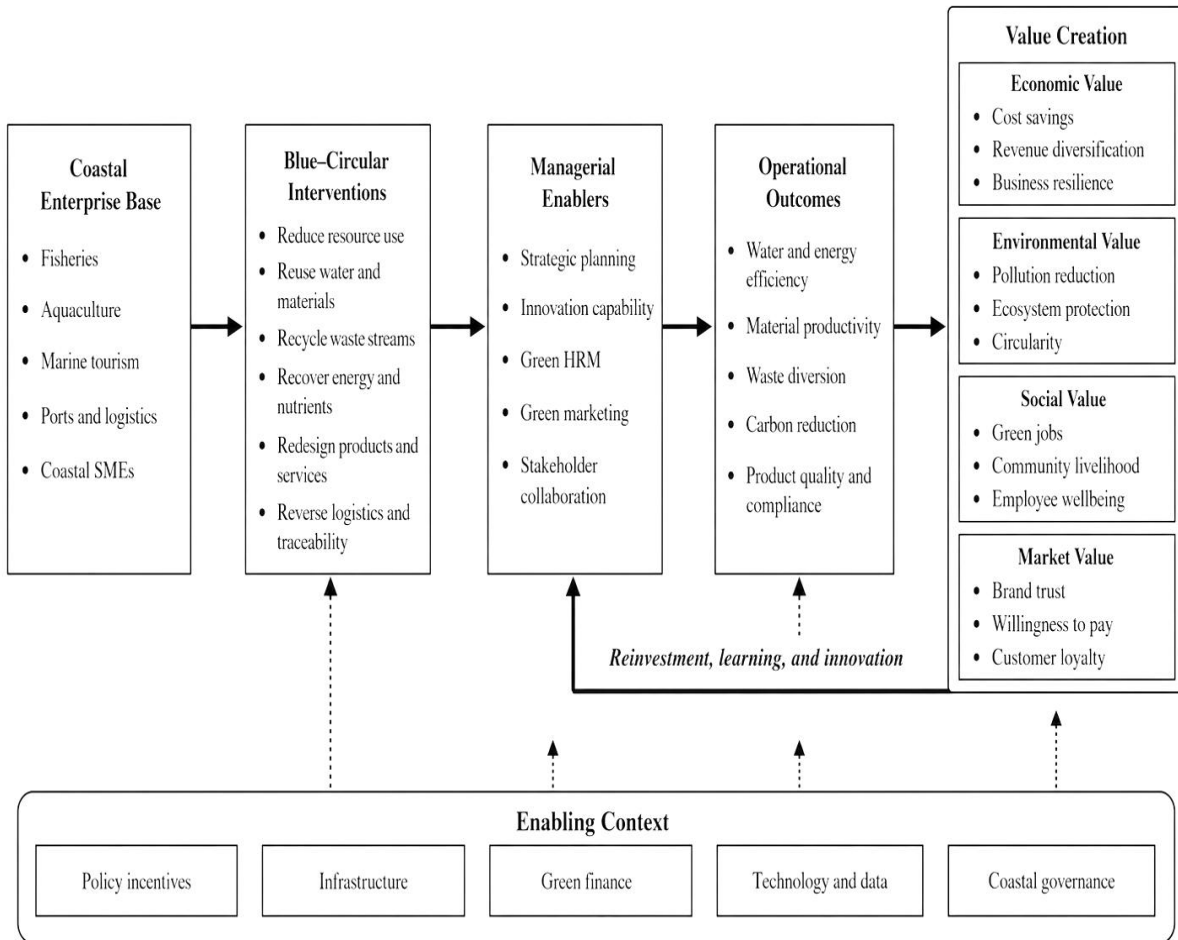 Coastal
Enterprise Base
• Fisheries
• Aquaculture
• Marine tourism
• Ports and logistics
• Coastal SMEs
Blue–Circular
Interventions
• Reduce resource use
• Reuse water and
materials
• Recycle waste streams
• Recover energy and
nutrients
• Redesign products and
services
• Reverse logistics and
traceability
Managerial
Enablers
• Strategic planning
• Innovation capability
• Green HRM
• Green marketing
• Stakeholder
collaboration
Operational
Outcomes
• Water and energy
efficiency
• Material productivity
• Waste diversion
• Carbon reduction
• Product quality and
compliance
Value Creation
Economic Value
• Cost savings
• Revenue diversification
• Business resilience
Environmental Value
• Pollution reduction
• Ecosystem protection
• Circularity
Social Value
• Green jobs
• Community livelihood
• Employee wellbeing
Market Value
• Brand trust
• Willingness to pay
• Customer loyalty
Reinvestment, learning, and innovation
Enabling Context
Policy incentives
Infrastructure
Green finance
Technology and data
Coastal governance